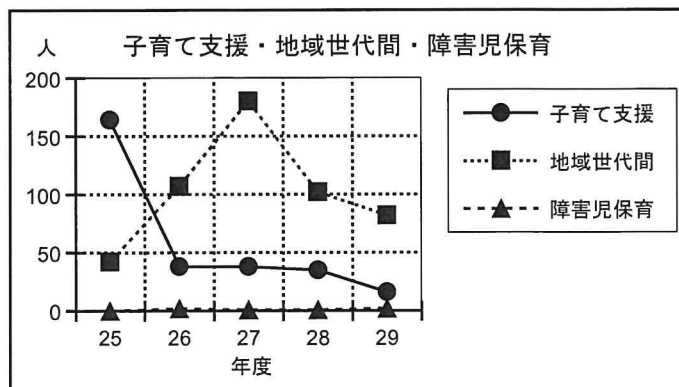 人 子育て支援・地域世代間・障害児保育
200
150
100
50
0
25 26 27 28 29
年度
子育て支援
地域世代間
障害児保育